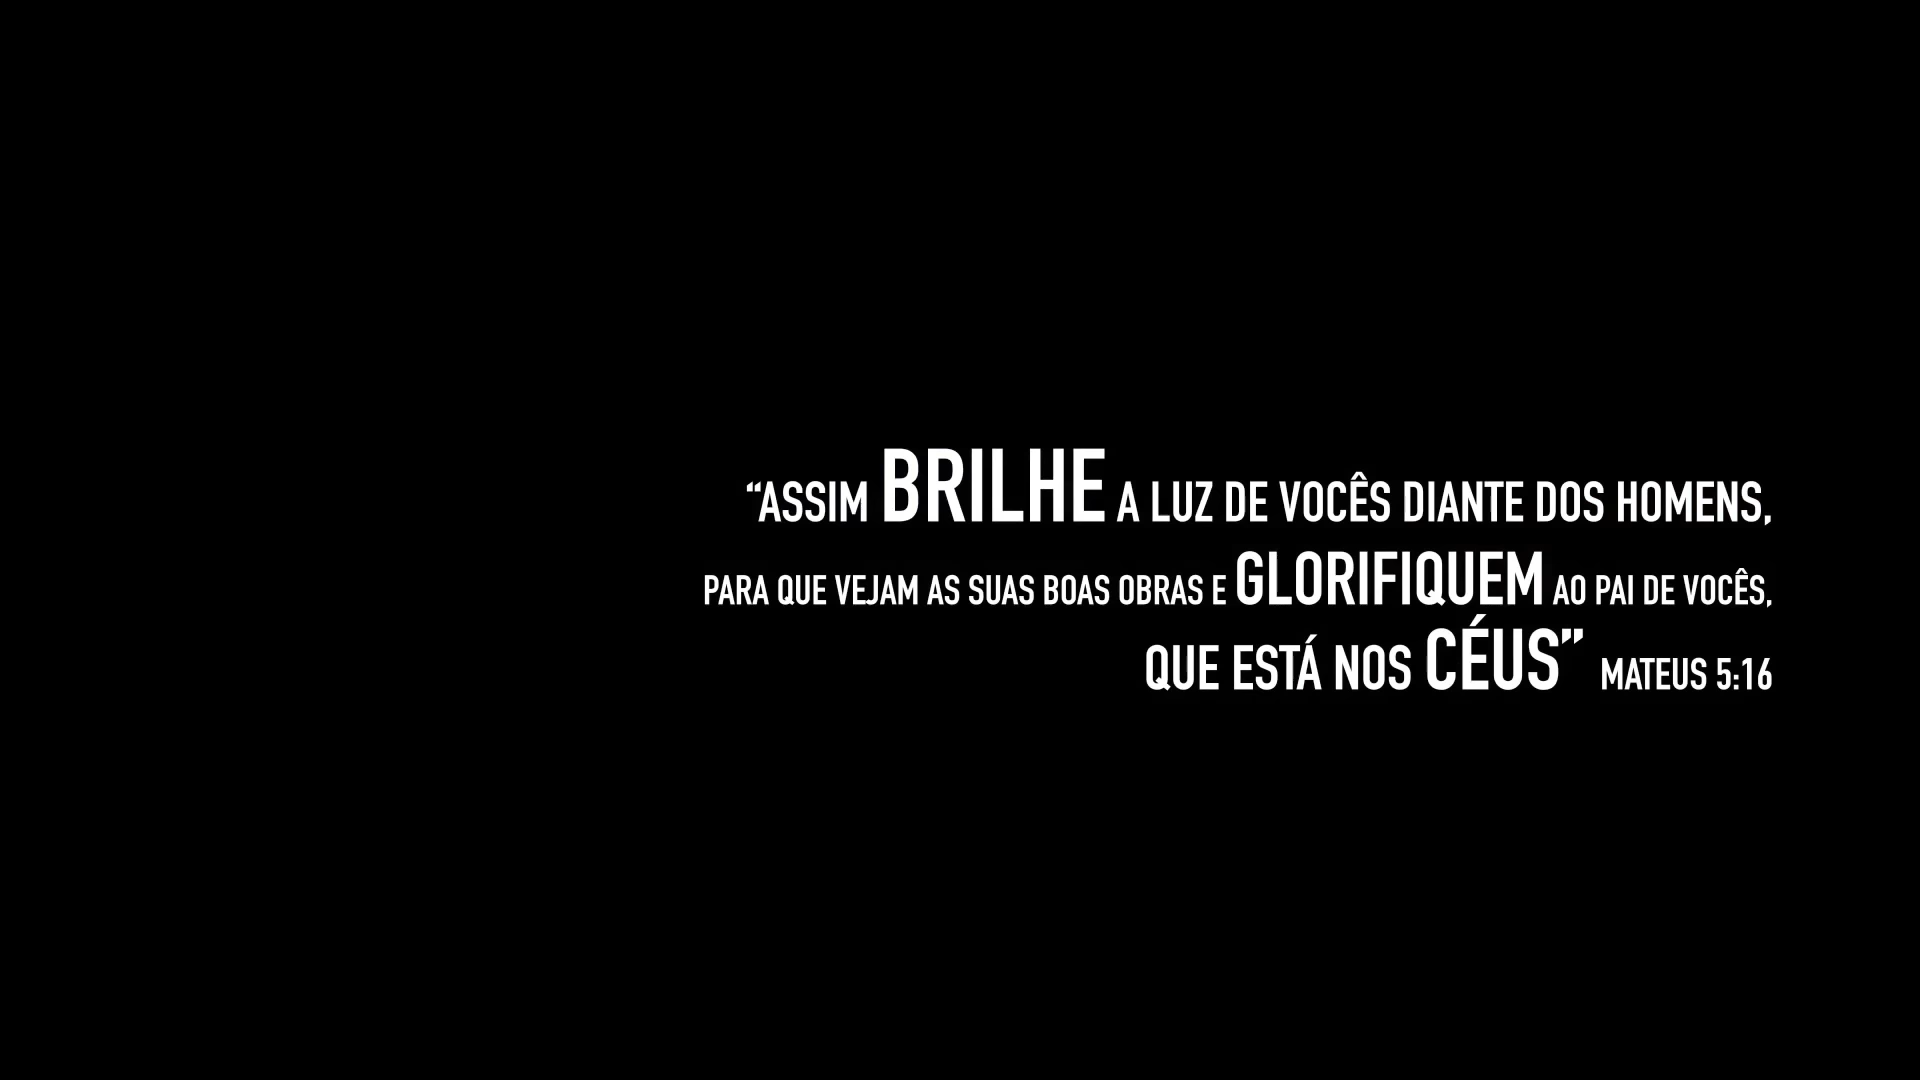 “ASSIM BRILHE A LUZ DE VOCÊS DIANTE DOS HOMENS,
PARA QUE VEJAM AS SUAS BOAS OBRAS E GLORIFIQUEM AO PAI DE VOCÊS,
QUE ESTÁ NOS CÉUS” MATEUS 5:16